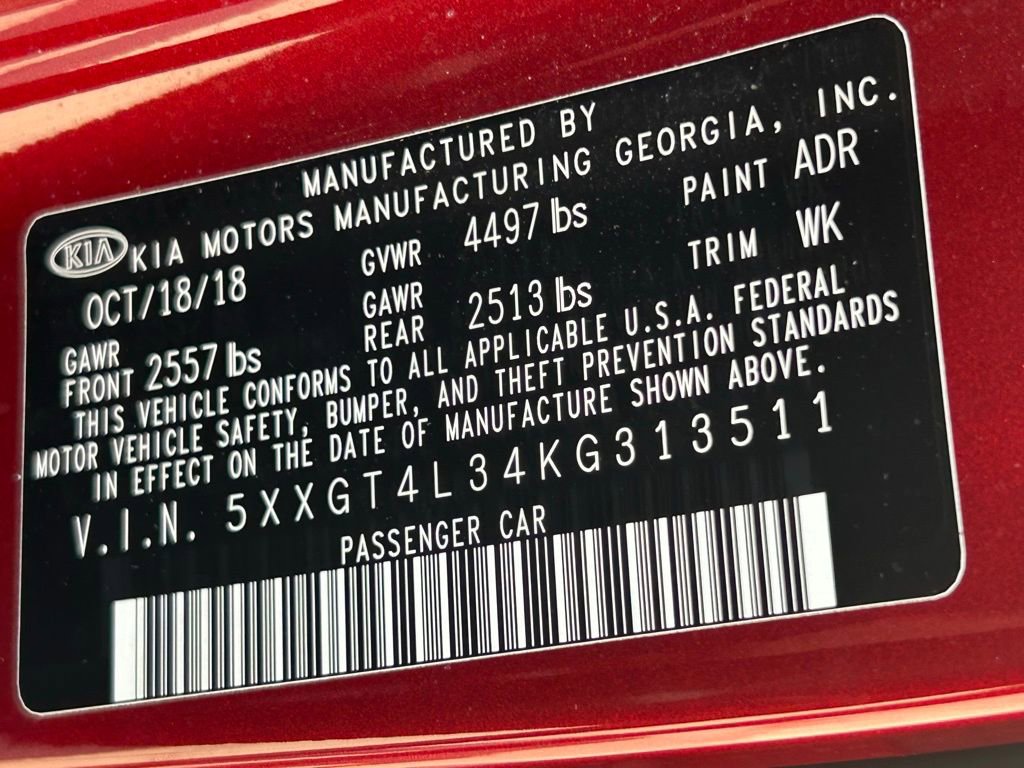 MANUFACTURED BY
KIA KIA MOTORS MANUFACTURING GEORGIA, INC.
OCT/18/18 GVWR 4497 lbs PAINT ADR
GAWR FRONT 2557 lbs GAWR REAR 2513 lbs TRIM WK
THIS VEHICLE CONFORMS TO ALL APPLICABLE U.S.A. FEDERAL
MOTOR VEHICLE SAFETY, BUMPER, AND THEFT PREVENTION STANDARDS
IN EFFECT ON THE DATE OF MANUFACTURE SHOWN ABOVE.
V.I.N. 5XXGT4L34KG313511
PASSENGER CAR